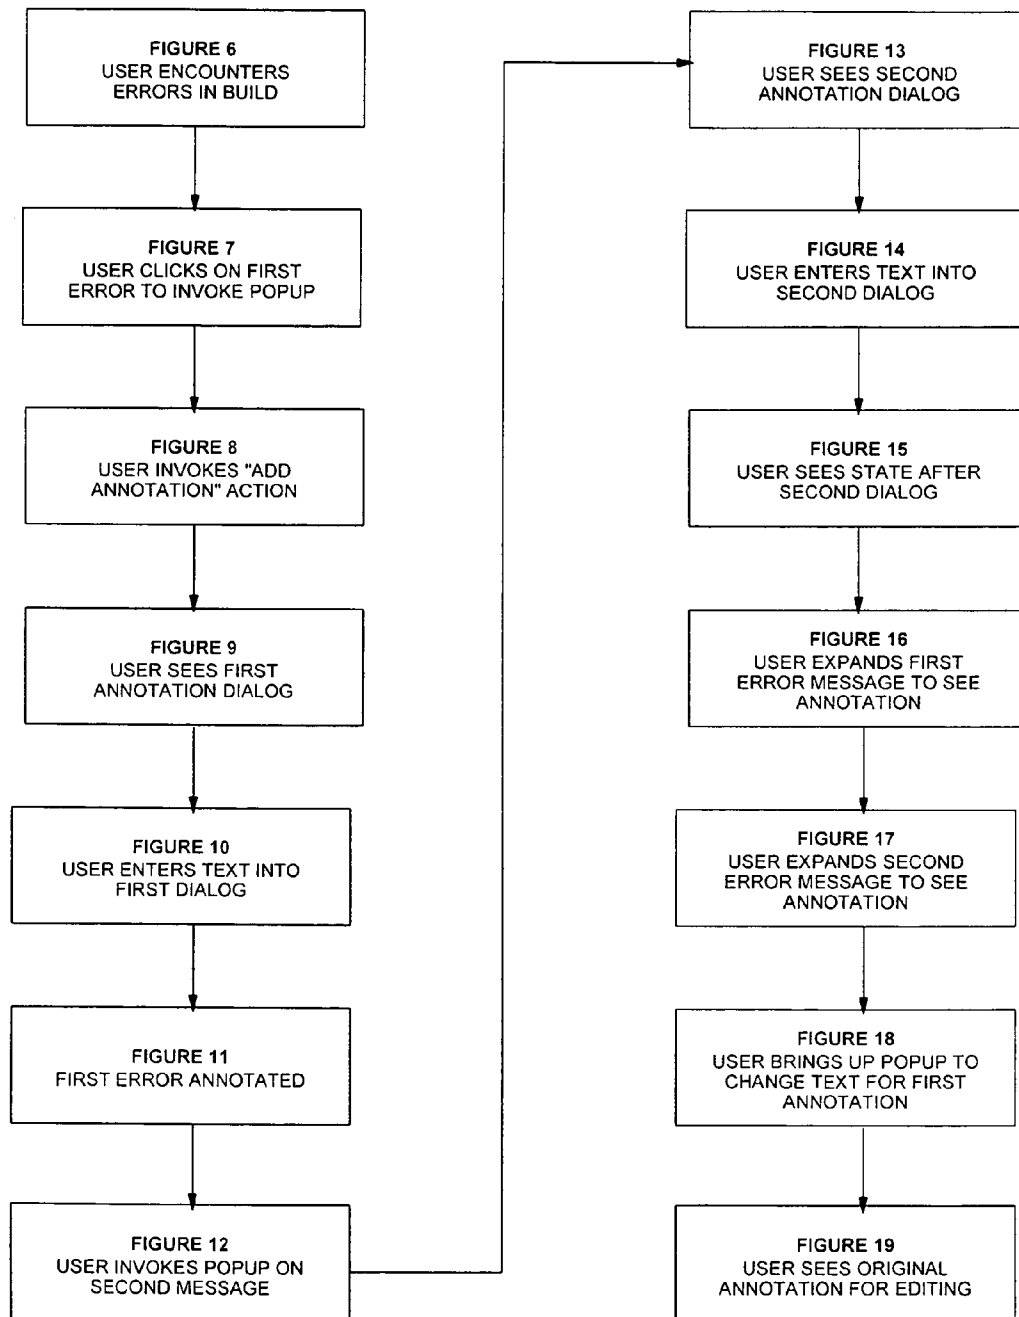 FIGURE 6
USER ENCOUNTERS
ERRORS IN BUILD
FIGURE 7
USER CLICKS ON FIRST
ERROR TO INVOKE POPUP
FIGURE 8
USER INVOKES "ADD
ANNOTATION" ACTION
FIGURE 9
USER SEES FIRST
ANNOTATION DIALOG
FIGURE 10
USER ENTERS TEXT INTO
FIRST DIALOG
FIGURE 11
FIRST ERROR ANNOTATED
FIGURE 12
USER INVOKES POPUP ON
SECOND MESSAGE
FIGURE 13
USER SEES SECOND
ANNOTATION DIALOG
FIGURE 14
USER ENTERS TEXT INTO
SECOND DIALOG
FIGURE 15
USER SEES STATE AFTER
SECOND DIALOG
FIGURE 16
USER EXPANDS FIRST
ERROR MESSAGE TO SEE
ANNOTATION
FIGURE 17
USER EXPANDS SECOND
ERROR MESSAGE TO SEE
ANNOTATION
FIGURE 18
USER BRINGS UP POPUP TO
CHANGE TEXT FOR FIRST
ANNOTATION
FIGURE 19
USER SEES ORIGINAL
ANNOTATION FOR EDITING